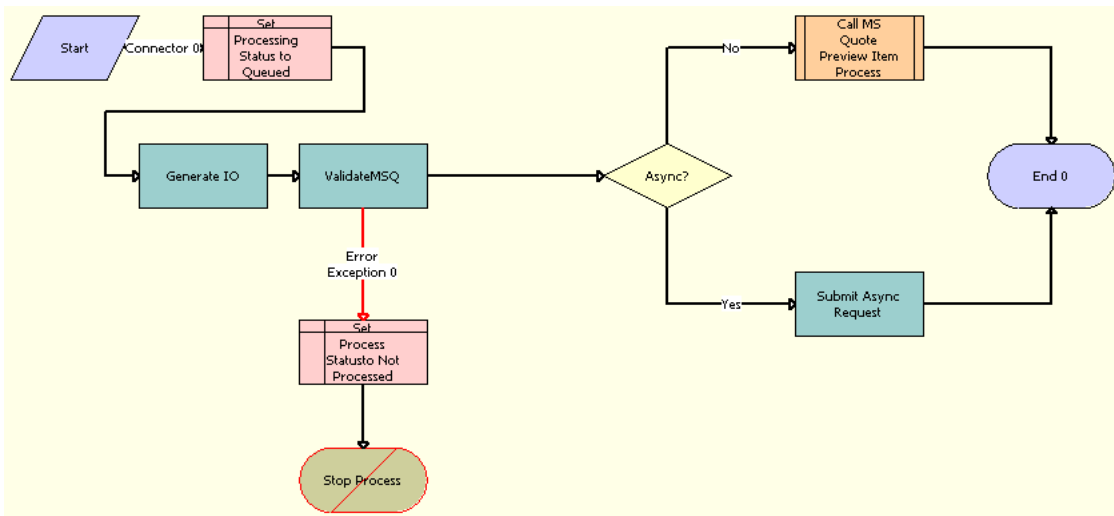 Start
Connector 0
Set
Processing
Status to
Queued
No
Call MS
Quote
Preview Item
Process
Generate IO
ValidateMSQ
Async?
End 0
Error
Exception 0
Yes
Submit Async
Request
Set
Process
Statusto Not
Processed
Stop Process